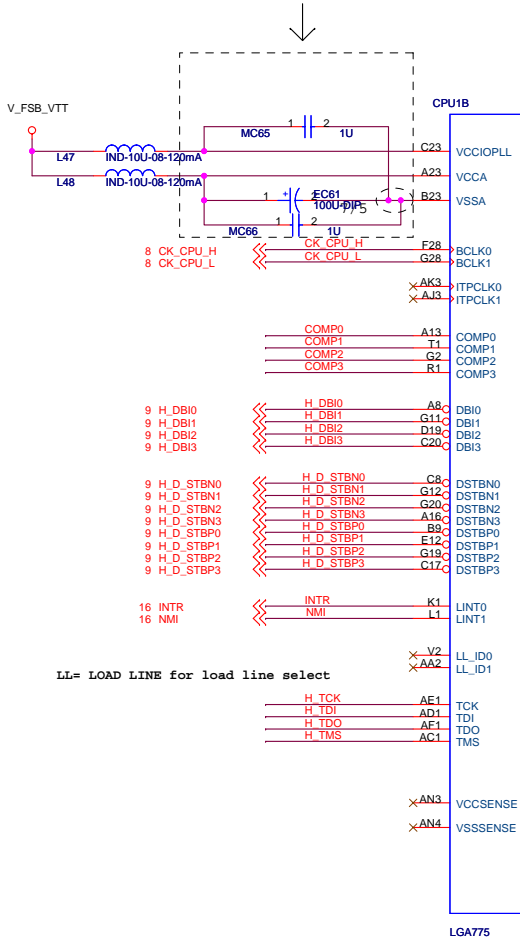 V_FSB_VTT
CPU1B
1 2
MC65 1U
L47 IND-10U-08-120mA
C23 VCCIOPLL
L48 IND-10U-08-120mA
A23 VCCA
1 + EC61 2
100U-DIP
7/5
B23 VSSA
1 2
MC66 1U
8 CK_CPU_H CK_CPU_H F28 BCLK0
8 CK_CPU_L CK_CPU_L G28 BCLK1
AK3 ITPCLK0
AJ3 ITPCLK1
COMP0 A13 COMP0
COMP1 T1 COMP1
COMP2 G2 COMP2
COMP3 R1 COMP3
9 H_DBI0 H_DBI0 A8 DBI0
9 H_DBI1 H_DBI1 G11 DBI1
9 H_DBI2 H_DBI2 D19 DBI2
9 H_DBI3 H_DBI3 C20 DBI3
9 H_D_STBN0 H_D_STBN0 C8 DSTBN0
9 H_D_STBN1 H_D_STBN1 G12 DSTBN1
9 H_D_STBN2 H_D_STBN2 G20 DSTBN2
9 H_D_STBN3 H_D_STBN3 A16 DSTBN3
9 H_D_STBP0 H_D_STBP0 B9 DSTBP0
9 H_D_STBP1 H_D_STBP1 E12 DSTBP1
9 H_D_STBP2 H_D_STBP2 G19 DSTBP2
9 H_D_STBP3 H_D_STBP3 C17 DSTBP3
16 INTR INTR K1 LINT0
16 NMI NMI L1 LINT1
V2 LL_ID0
AA2 LL_ID1
LL= LOAD LINE for load line select
H_TCK AE1 TCK
H_TDI AD1 TDI
H_TDO AF1 TDO
H_TMS AC1 TMS
AN3 VCCSENSE
AN4 VSSSENSE
LGA775